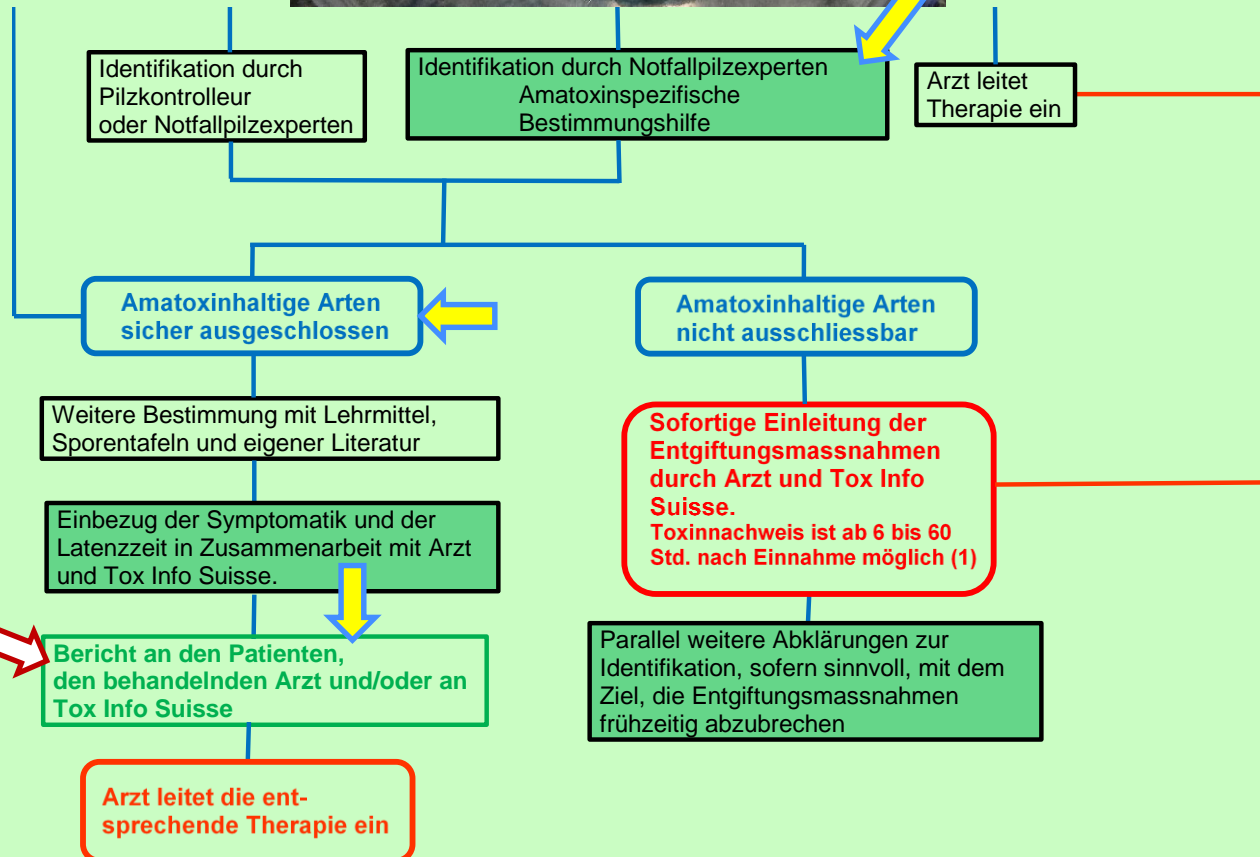 Identifikation durch
Pilzkontrolleur
oder Notfallpilzexperten
Identifikation durch Notfallpilzexperten
Amatoxinspezifische
Bestimmungshilfe
Arzt leitet
Therapie ein
Amatoxinhaltige Arten
sicher ausgeschlossen
Amatoxinhaltige Arten
nicht ausschliessbar
Weitere Bestimmung mit Lehrmittel,
Sporentafeln und eigener Literatur
Sofortige Einleitung der
Entgiftungsmassnahmen
durch Arzt und Tox Info
Suisse.
Toxinnachweis ist ab 6 bis 60
Std. nach Einnahme möglich (1)
Einbezug der Symptomatik und der
Latenzzeit in Zusammenarbeit mit Arzt
und Tox Info Suisse.
Bericht an den Patienten,
den behandelnden Arzt und/oder an
Tox Info Suisse
Parallel weitere Abklärungen zur
Identifikation, sofern sinnvoll, mit dem
Ziel, die Entgiftungsmassnahmen
frühzeitig abzubrechen
Arzt leitet die ent-
sprechende Therapie ein